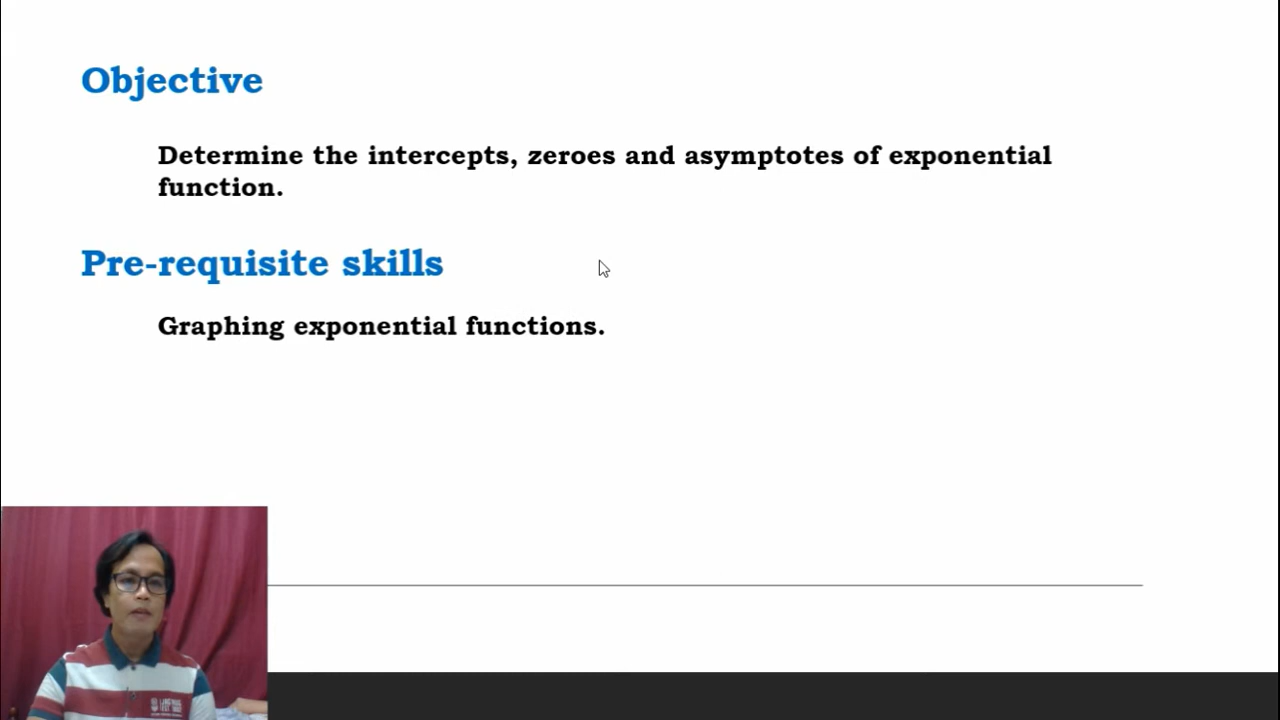 Objective
Determine the intercepts, zeroes and asymptotes of exponential
function.
Pre-requisite skills
Graphing exponential functions.